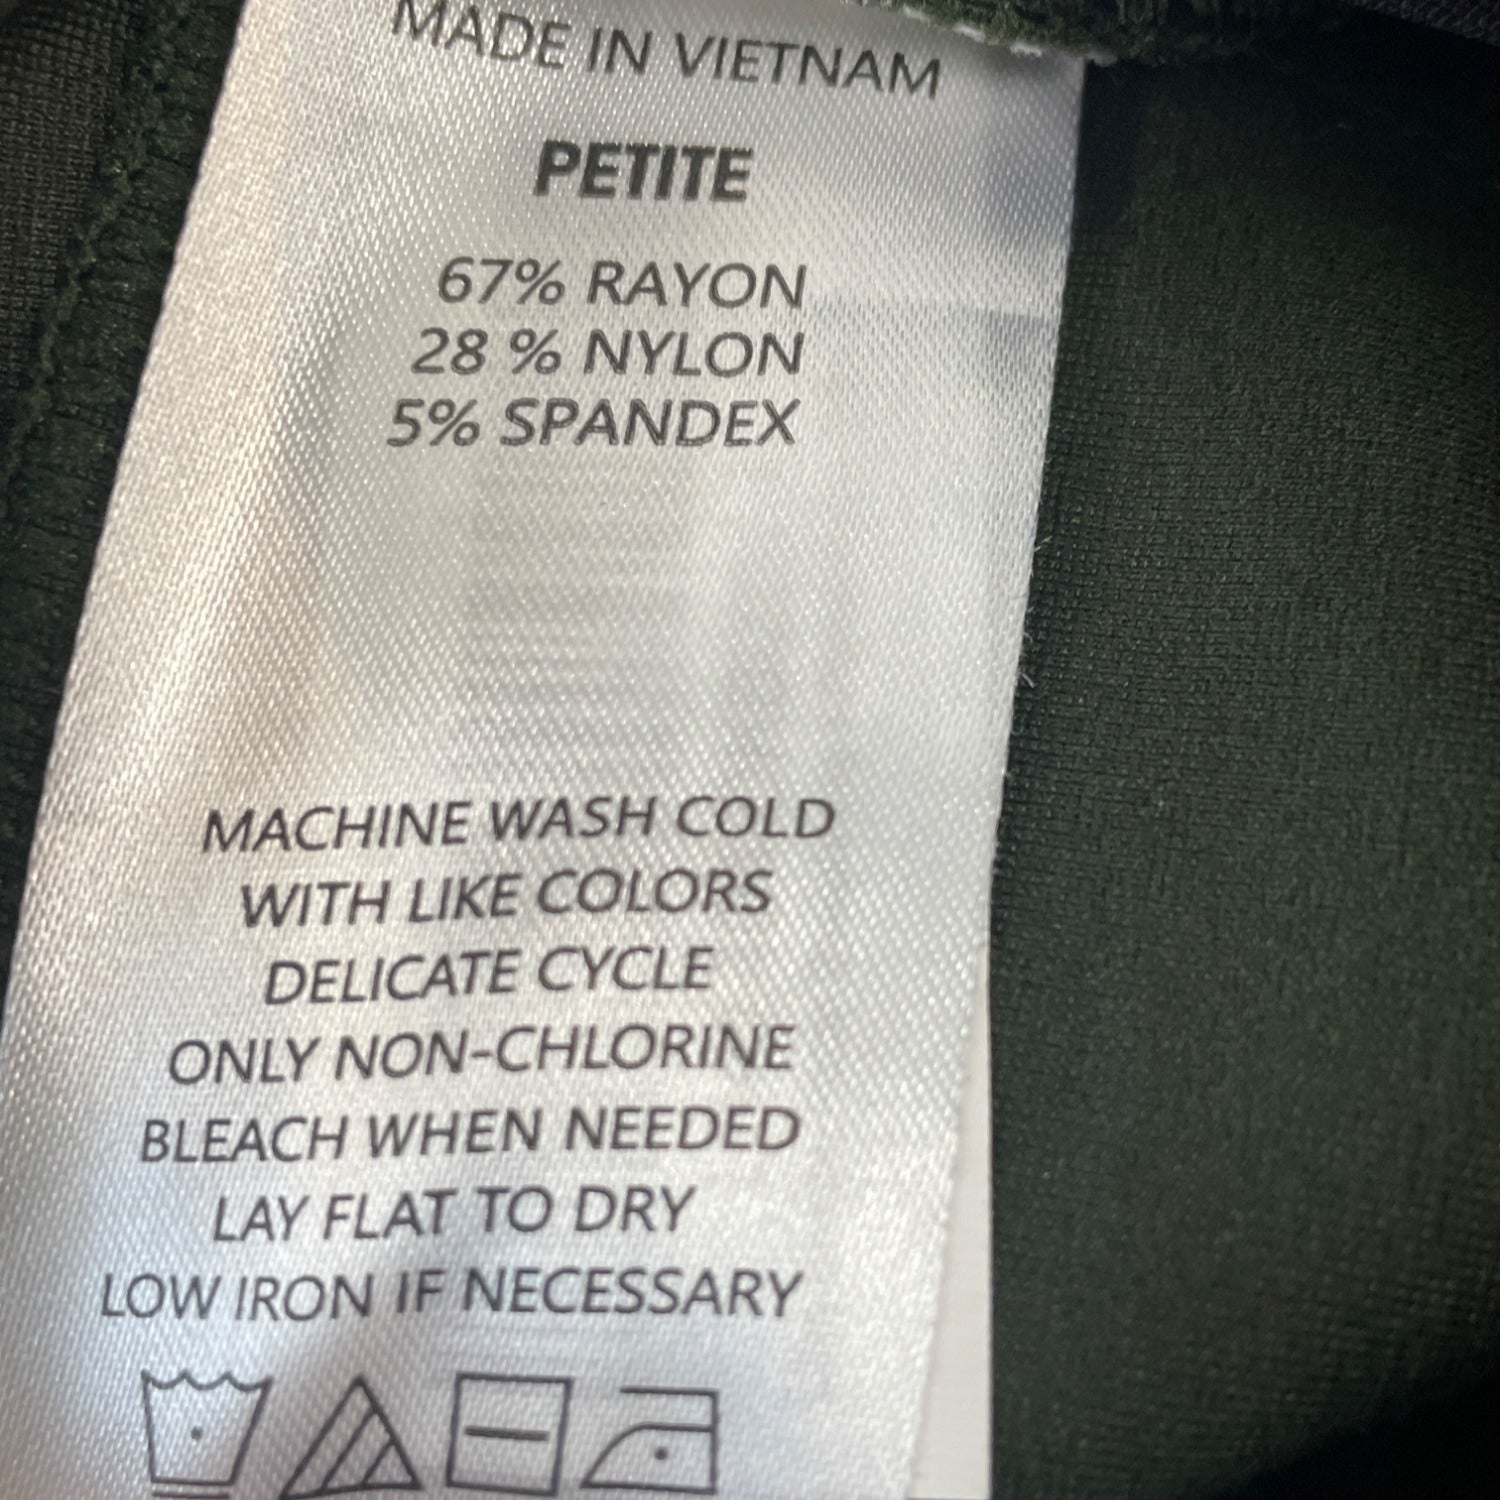 MADE IN VIETNAM
PETITE
67% RAYON
28 % NYLON
5% SPANDEX
MACHINE WASH COLD
WITH LIKE COLORS
DELICATE CYCLE
ONLY NON-CHLORINE
BLEACH WHEN NEEDED
LAY FLAT TO DRY
LOW IRON IF NECESSARY